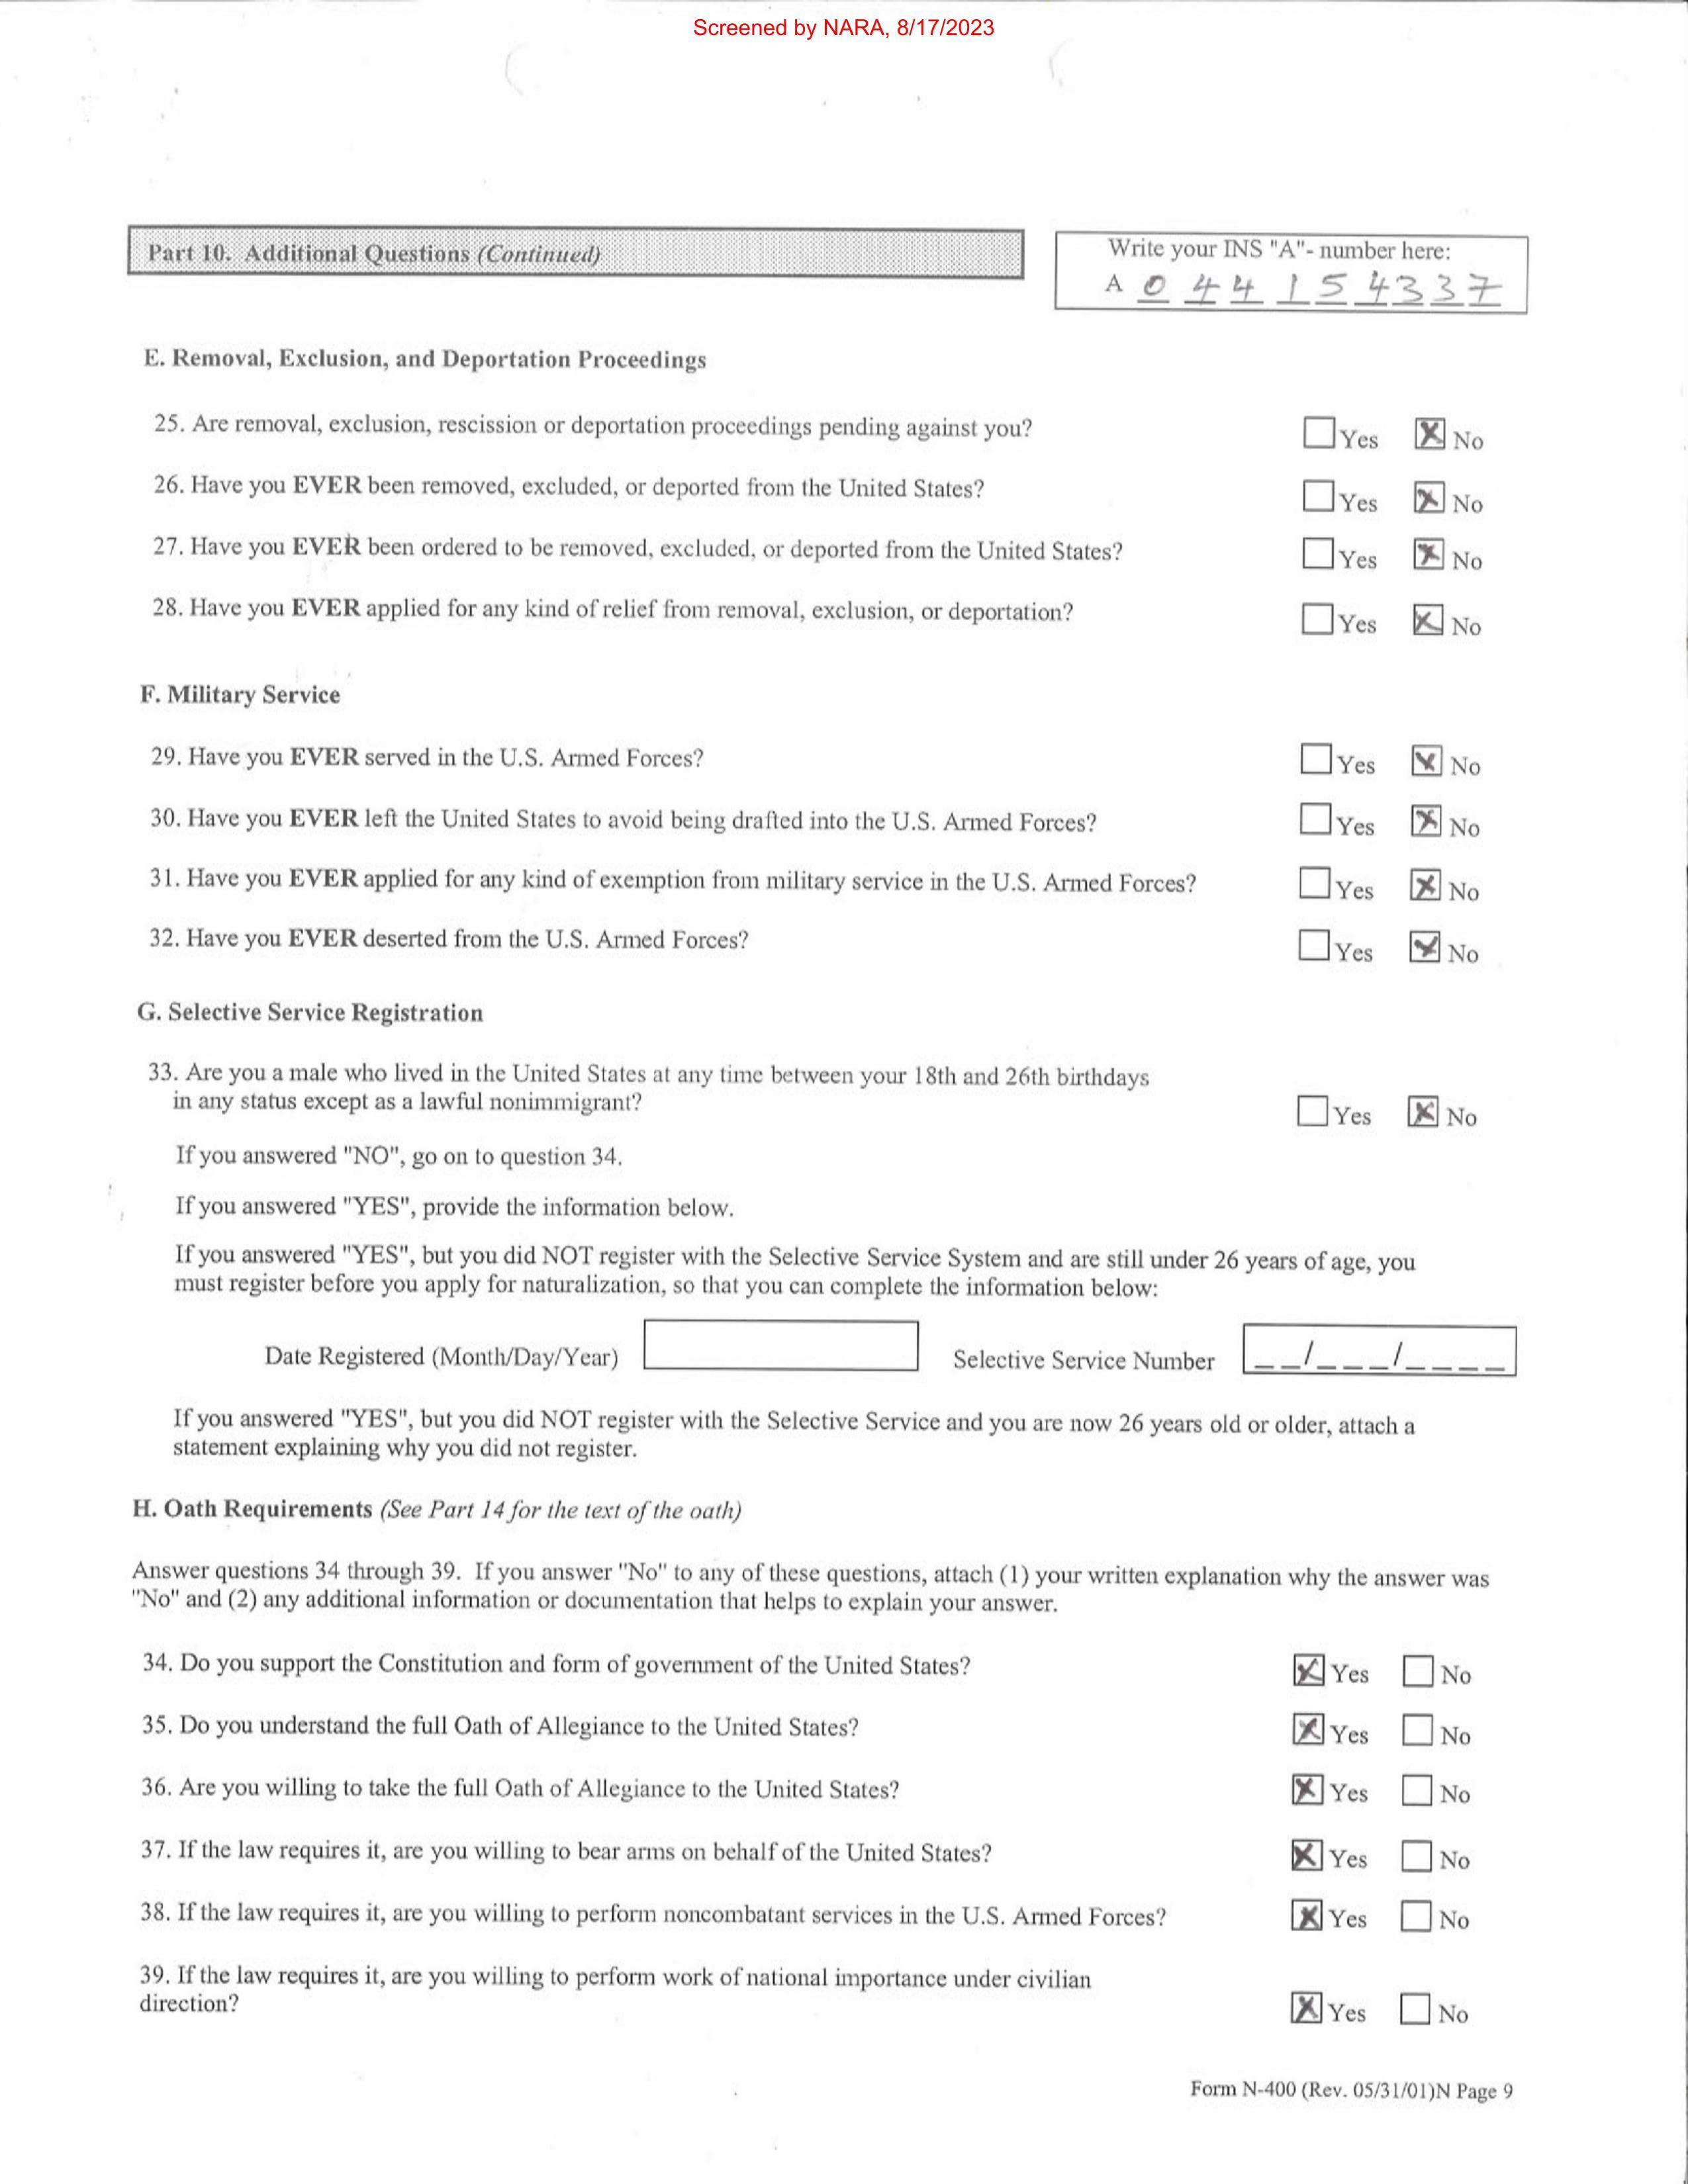 Screened by NARA, 8/17/2023
Part 10. Additional Questions (Continued)
Write your INS "A"- number here:
A 0 4 4 1 5 4 3 3 7
E. Removal, Exclusion, and Deportation Proceedings
25. Are removal, exclusion, rescission or deportation proceedings pending against you? ☐ Yes ☒ No
26. Have you EVER been removed, excluded, or deported from the United States? ☐ Yes ☒ No
27. Have you EVER been ordered to be removed, excluded, or deported from the United States? ☐ Yes ☒ No
28. Have you EVER applied for any kind of relief from removal, exclusion, or deportation? ☐ Yes ☒ No
F. Military Service
29. Have you EVER served in the U.S. Armed Forces? ☐ Yes ☒ No
30. Have you EVER left the United States to avoid being drafted into the U.S. Armed Forces? ☐ Yes ☒ No
31. Have you EVER applied for any kind of exemption from military service in the U.S. Armed Forces? ☐ Yes ☒ No
32. Have you EVER deserted from the U.S. Armed Forces? ☐ Yes ☒ No
G. Selective Service Registration
33. Are you a male who lived in the United States at any time between your 18th and 26th birthdays
in any status except as a lawful nonimmigrant? ☐ Yes ☒ No
If you answered "NO", go on to question 34.
If you answered "YES", provide the information below.
If you answered "YES", but you did NOT register with the Selective Service System and are still under 26 years of age, you
must register before you apply for naturalization, so that you can complete the information below:
Date Registered (Month/Day/Year) Selective Service Number _ _/_ _ _/_ _ _ _
If you answered "YES", but you did NOT register with the Selective Service and you are now 26 years old or older, attach a
statement explaining why you did not register.
H. Oath Requirements (See Part 14 for the text of the oath)
Answer questions 34 through 39. If you answer "No" to any of these questions, attach (1) your written explanation why the answer was
"No" and (2) any additional information or documentation that helps to explain your answer.
34. Do you support the Constitution and form of government of the United States? ☒ Yes ☐ No
35. Do you understand the full Oath of Allegiance to the United States? ☒ Yes ☐ No
36. Are you willing to take the full Oath of Allegiance to the United States? ☒ Yes ☐ No
37. If the law requires it, are you willing to bear arms on behalf of the United States? ☒ Yes ☐ No
38. If the law requires it, are you willing to perform noncombatant services in the U.S. Armed Forces? ☒ Yes ☐ No
39. If the law requires it, are you willing to perform work of national importance under civilian
direction? ☒ Yes ☐ No
Form N-400 (Rev. 05/31/01)N Page 9